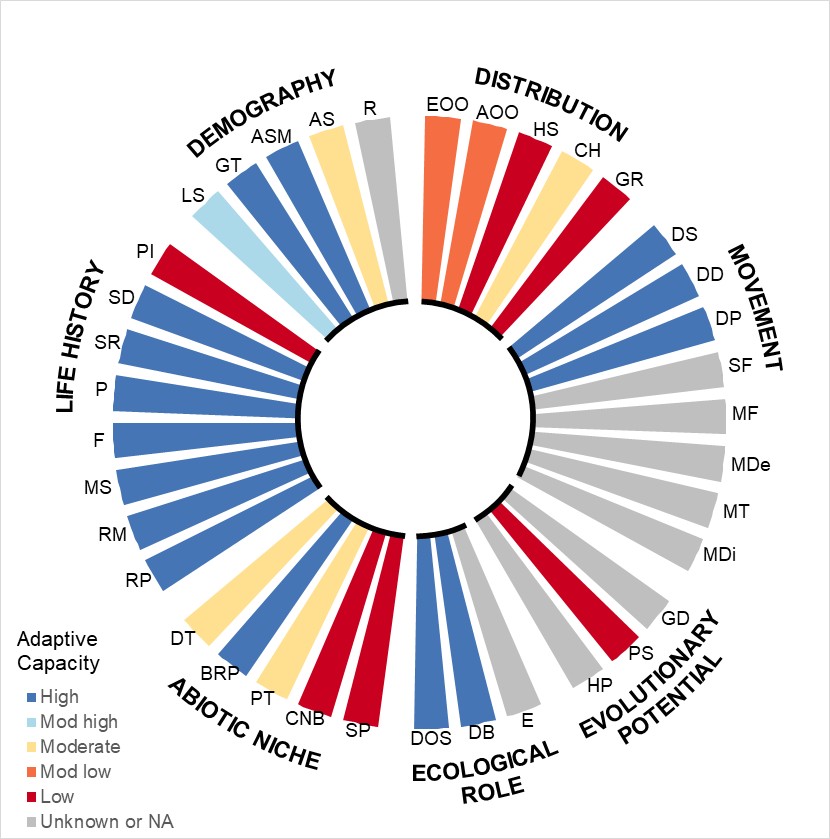 DISTRIBUTION
EOO
AOO
HS
CH
GR
MOVEMENT
DS
DD
DP
SF
MF
MDe
MT
MDi
EVOLUTIONARY
POTENTIAL
GD
PS
HP
ECOLOGICAL
ROLE
E
DB
DOS
ABIOTIC NICHE
SP
CNB
PT
BRP
DT
LIFE HISTORY
RP
RM
MS
F
P
SR
SD
PI
DEMOGRAPHY
LS
GT
ASM
AS
R
Adaptive
Capacity
High
Mod high
Moderate
Mod low
Low
Unknown or NA